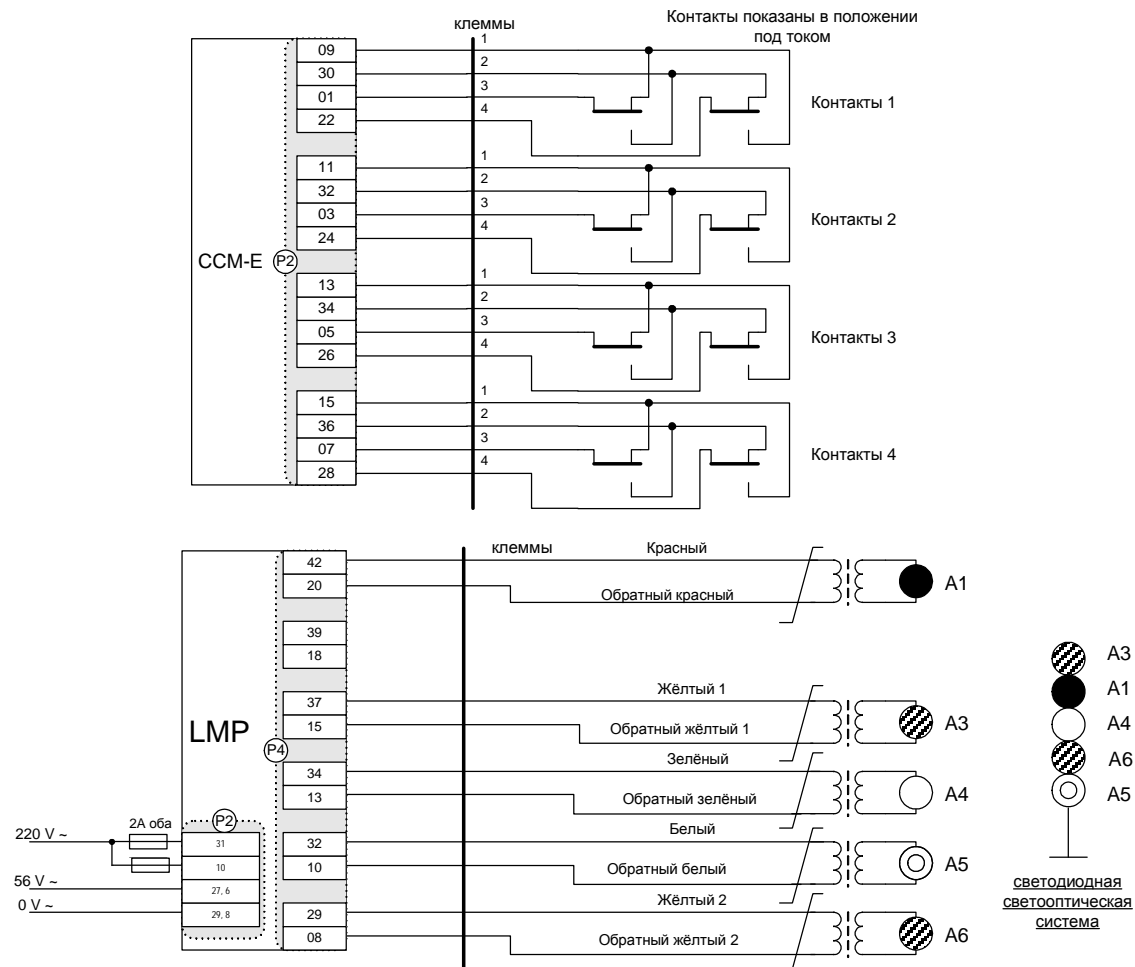 клеммы
Контакты показаны в положении
под током
09
30
01
22
1
2
3
4
Контакты 1
11
32
03
24
1
2
3
4
Контакты 2
CCM-E
P2
13
34
05
26
1
2
3
4
Контакты 3
15
36
07
28
1
2
3
4
Контакты 4
клеммы
LMP
P4
42
20
Красный
Обратный красный
A1
39
18
37
15
Жёлтый 1
Обратный жёлтый 1
A3
34
13
Зелёный
Обратный зелёный
A4
32
10
Белый
Обратный белый
A5
29
08
Жёлтый 2
Обратный жёлтый 2
A6
P2
220 V ~
2А оба
31
10
56 V ~
27, 6
0 V ~
29, 8
A3
A1
A4
A6
A5
светодиодная
светооптическая
система